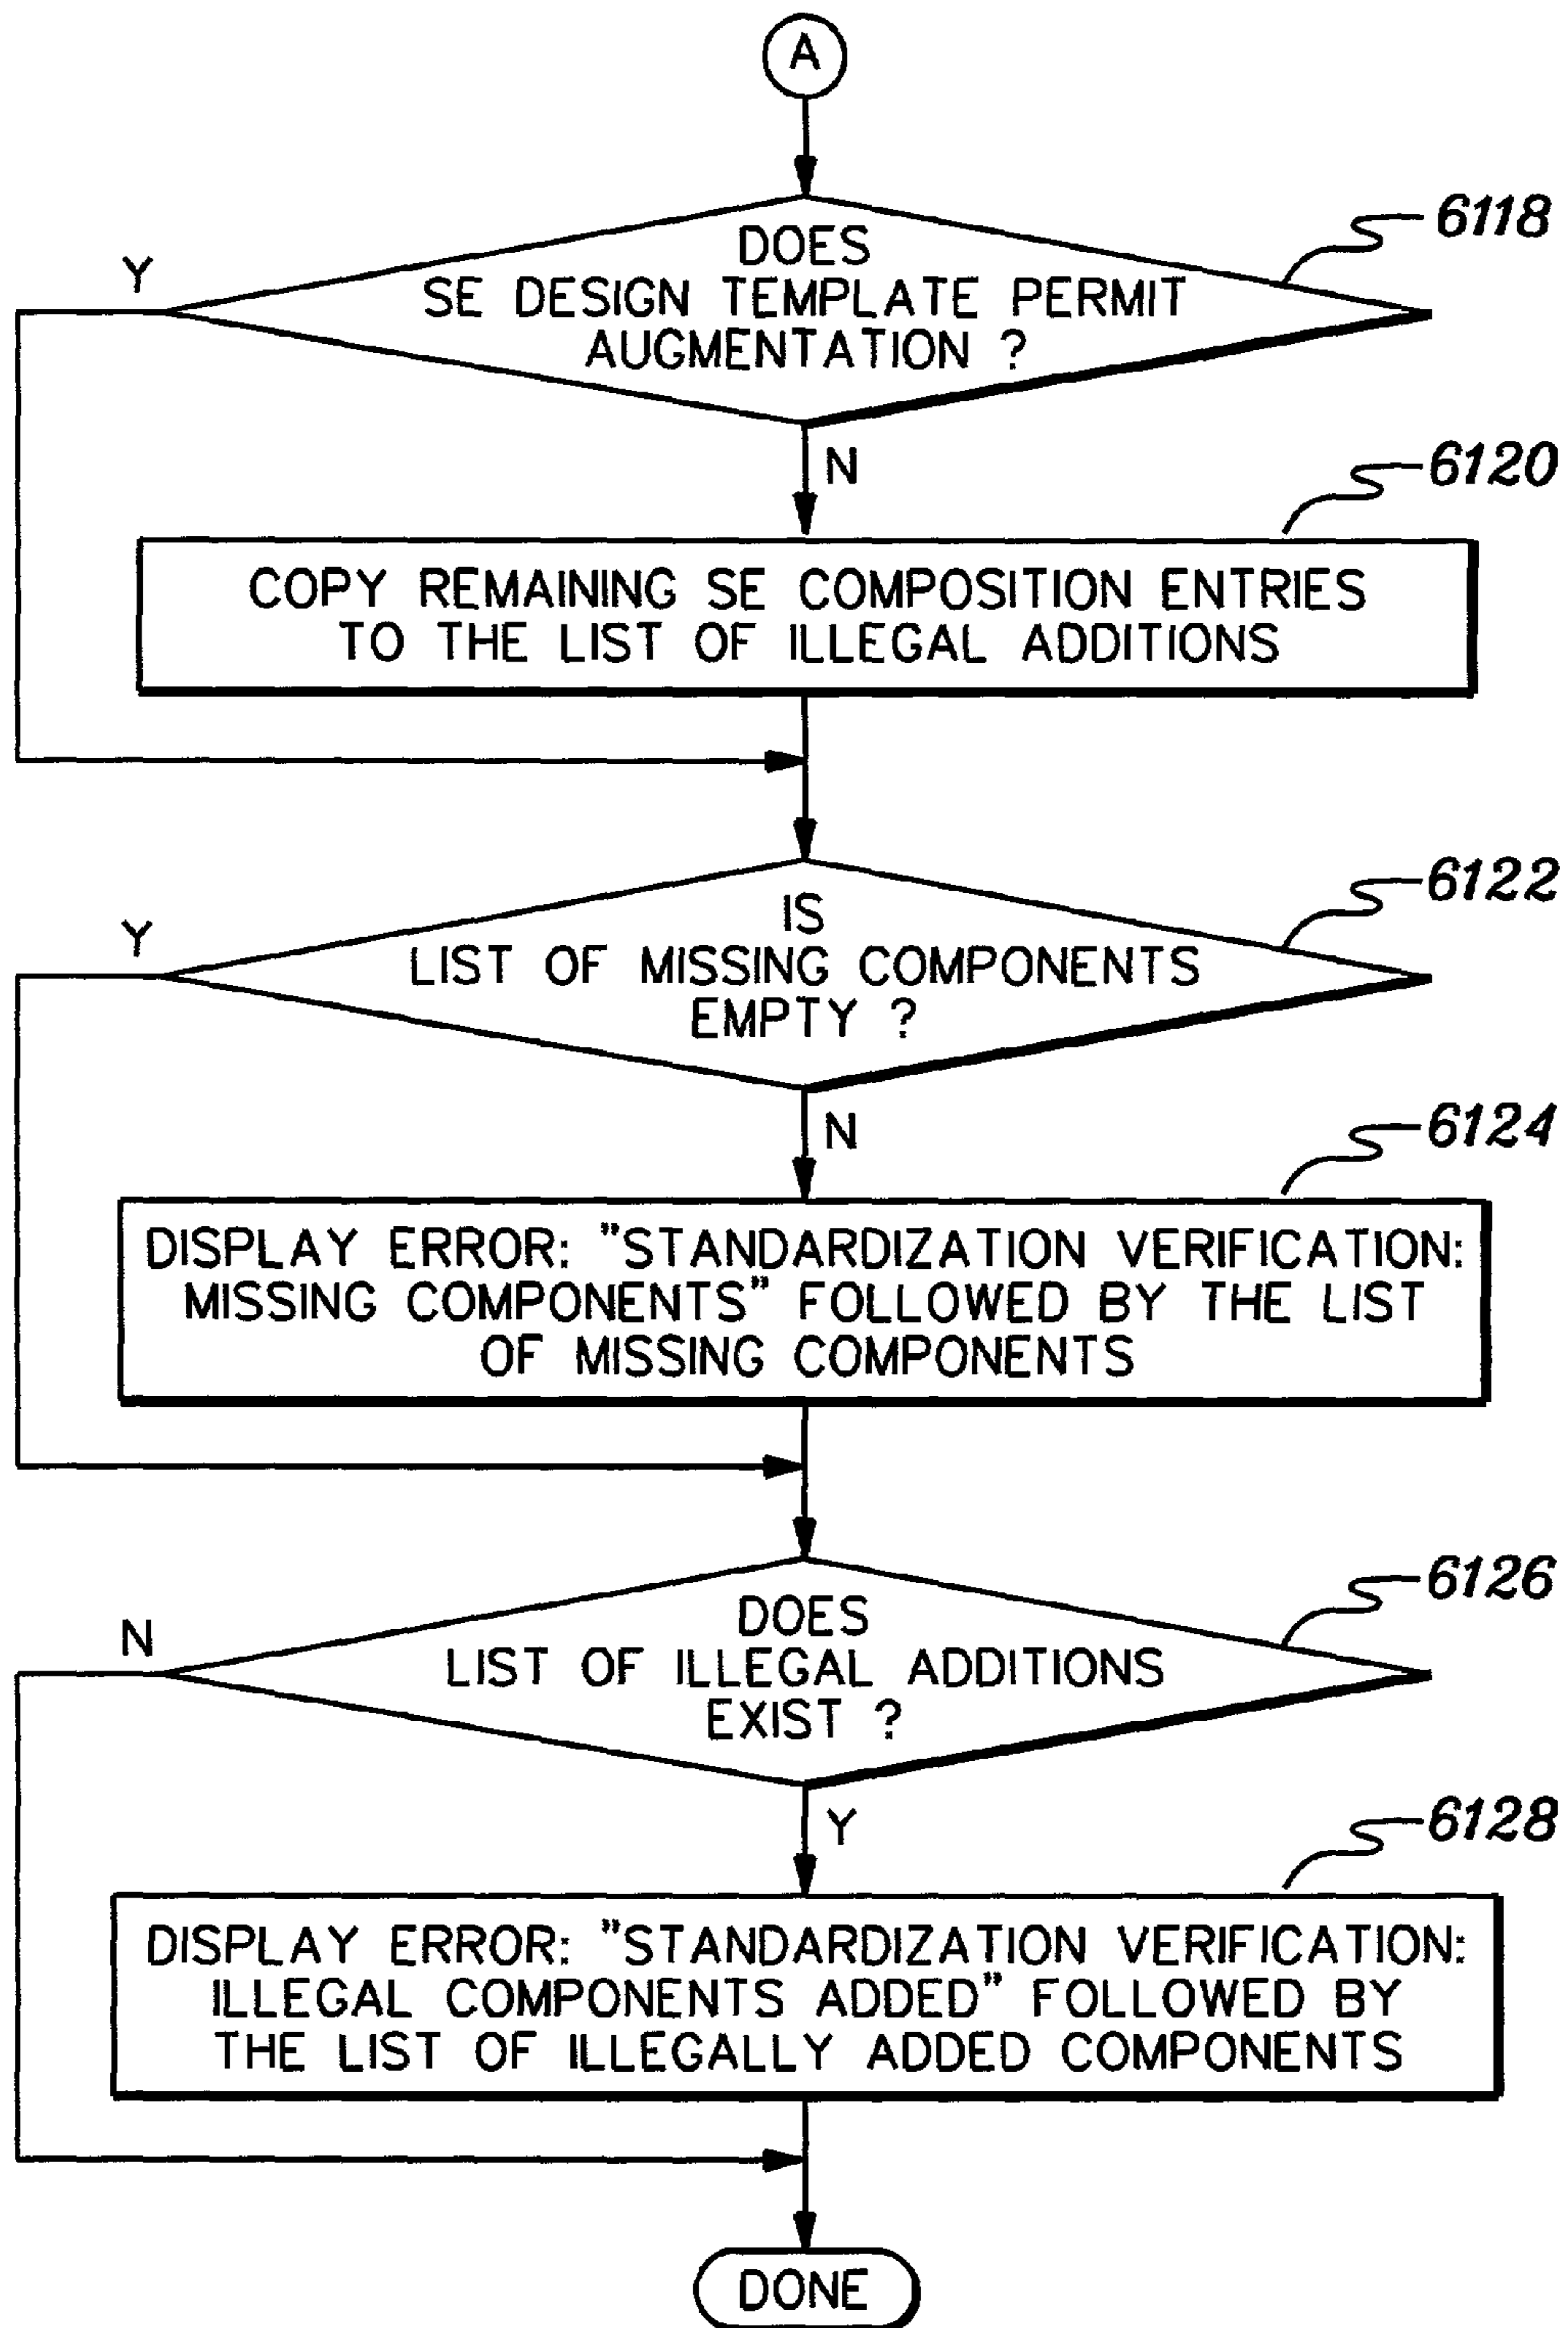 A
6118
DOES
Y
SE DESIGN TEMPLATE PERMIT
AUGMENTATION ?
N
6120
COPY REMAINING SE COMPOSITION ENTRIES
TO THE LIST OF ILLEGAL ADDITIONS
6122
IS
Y
LIST OF MISSING COMPONENTS
EMPTY ?
N
6124
DISPLAY ERROR: "STANDARDIZATION VERIFICATION:
MISSING COMPONENTS" FOLLOWED BY THE LIST
OF MISSING COMPONENTS
6126
DOES
N
LIST OF ILLEGAL ADDITIONS
EXIST ?
Y
6128
DISPLAY ERROR: "STANDARDIZATION VERIFICATION:
ILLEGAL COMPONENTS ADDED" FOLLOWED BY
THE LIST OF ILLEGALLY ADDED COMPONENTS
DONE